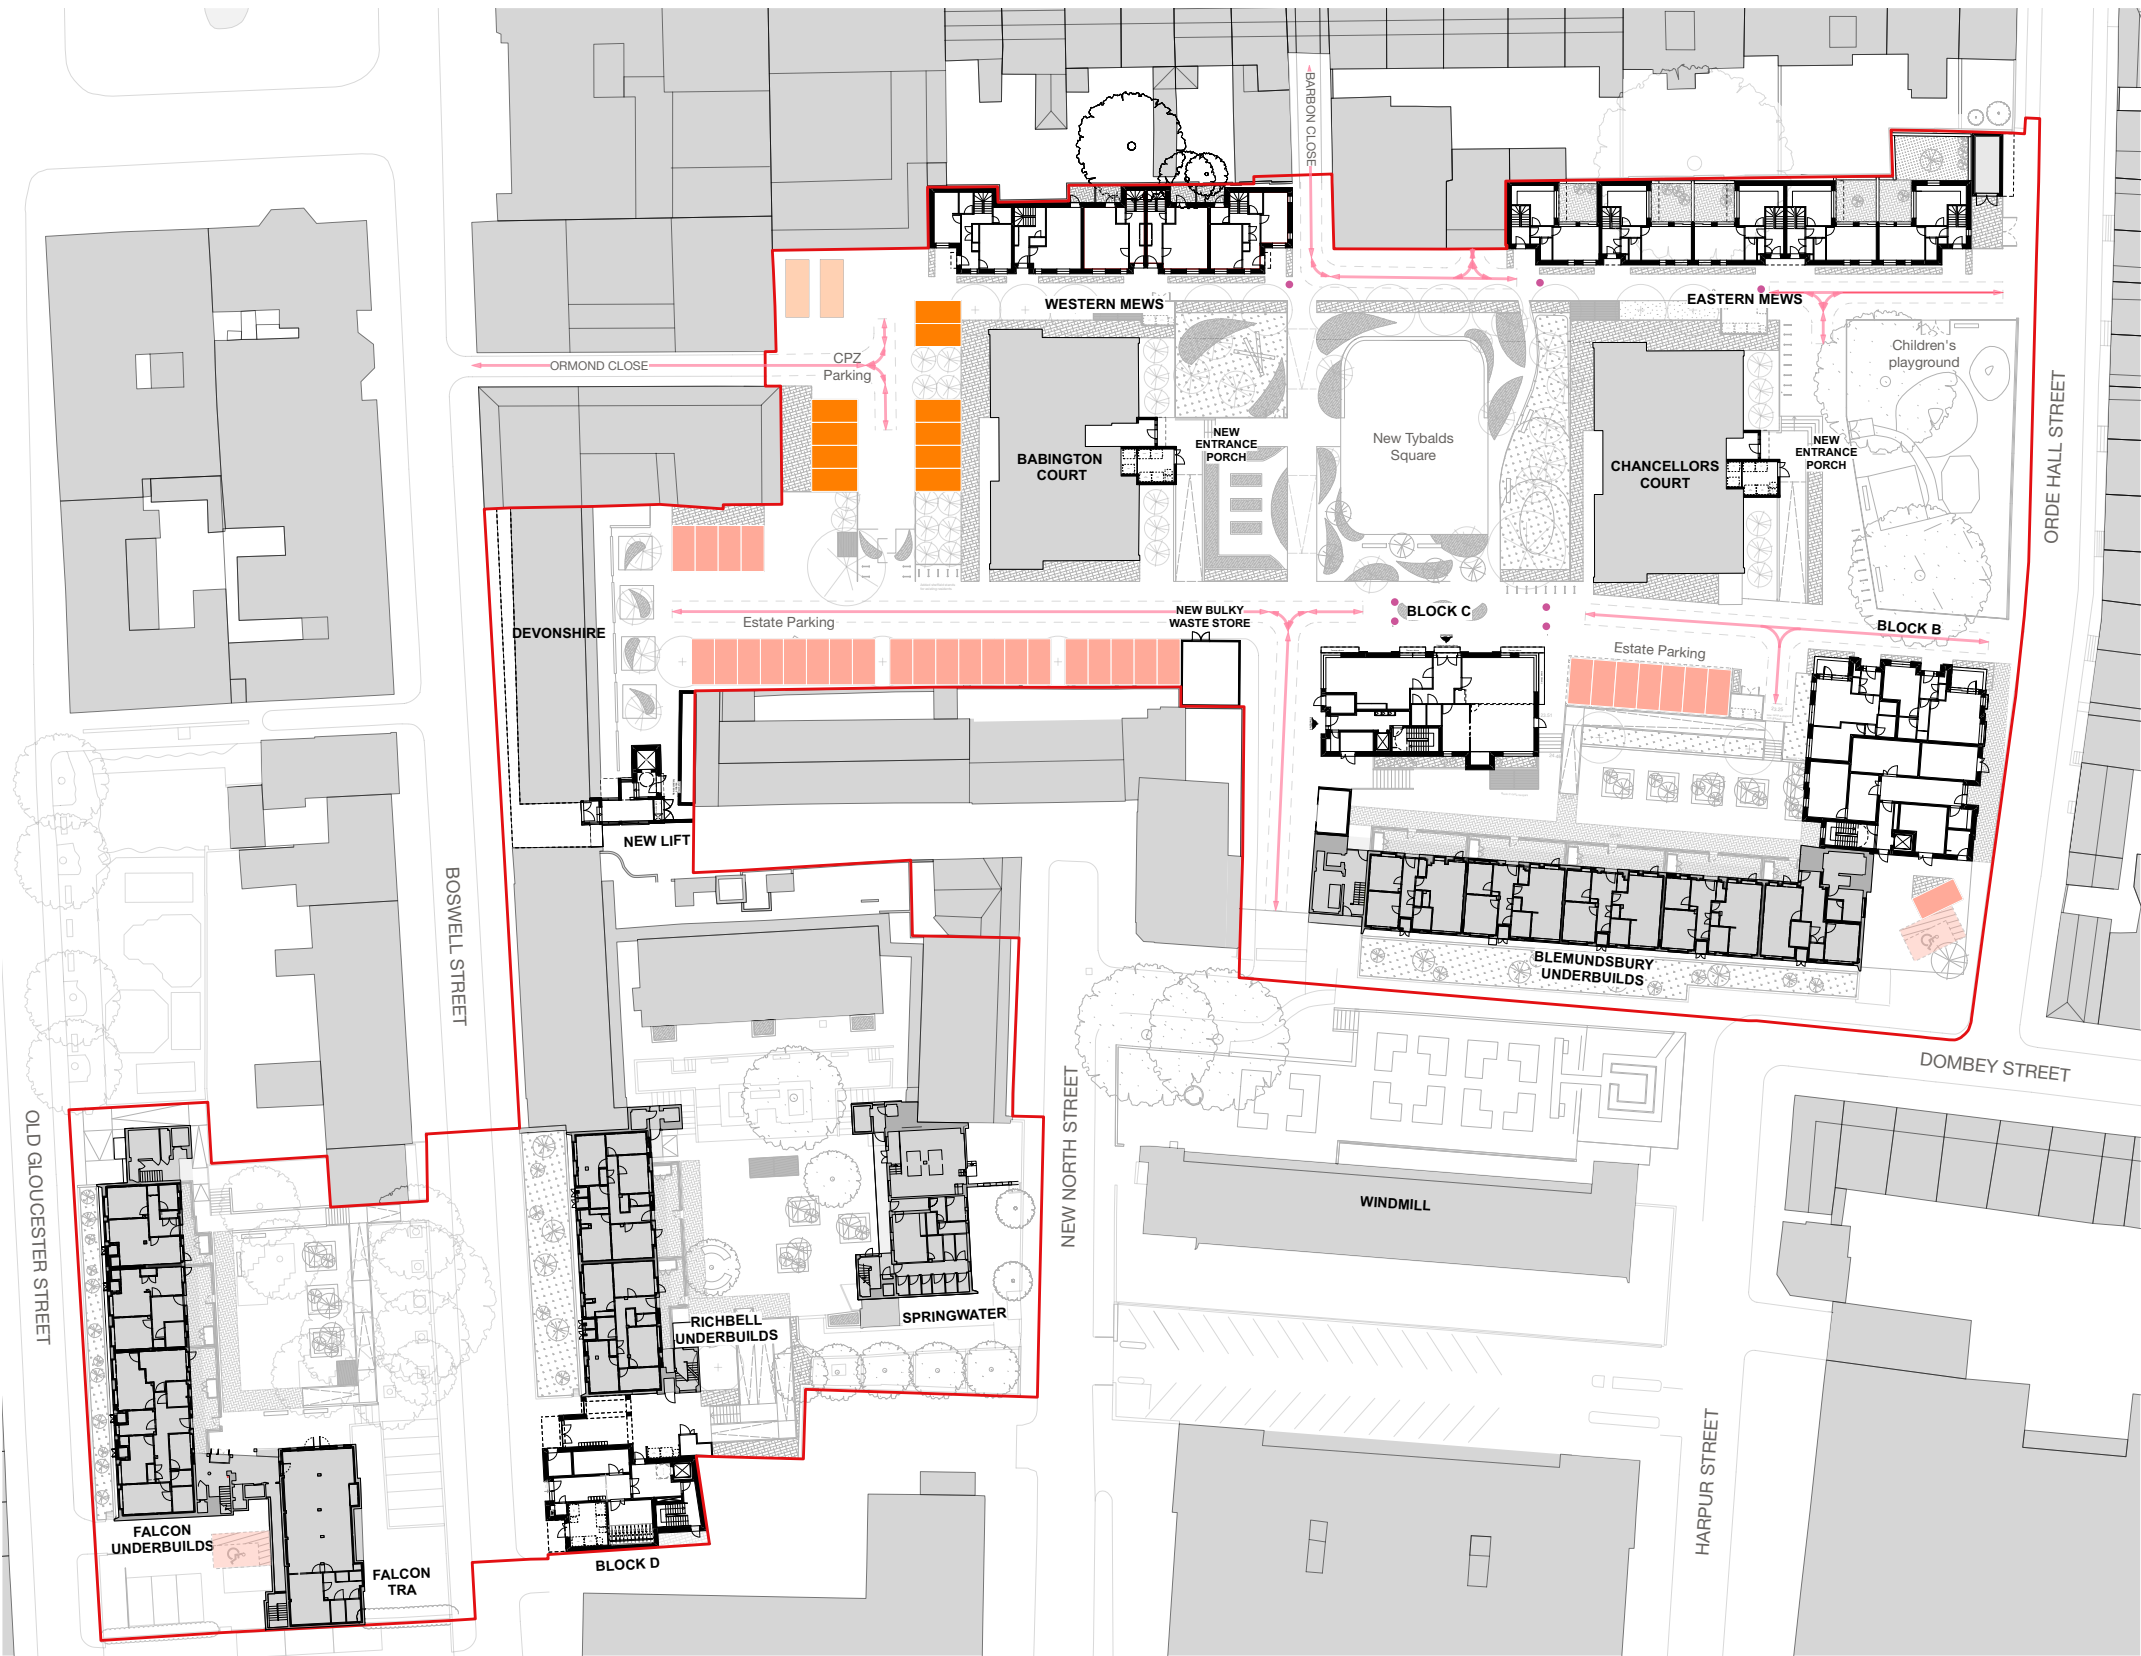 BARBON CLOSE
WESTERN MEWS
EASTERN MEWS
Children's
playground
ORMOND CLOSE
CPZ
Parking
ORDE HALL STREET
NEW
ENTRANCE
PORCH
New Tybalds
Square
NEW
ENTRANCE
PORCH
BABINGTON
COURT
CHANCELLORS
COURT
NEW BULKY
WASTE STORE
BLOCK C
BLOCK B
DEVONSHIRE
Estate Parking
Estate Parking
NEW LIFT
BOSWELL STREET
BLEMUNDSBURY
UNDERBUILDS
DOMBEY STREET
OLD GLOUCESTER STREET
NEW NORTH STREET
WINDMILL
RICHBELL
UNDERBUILDS
SPRINGWATER
HARPUR STREET
FALCON
UNDERBUILDS
BLOCK D
FALCON
TRA